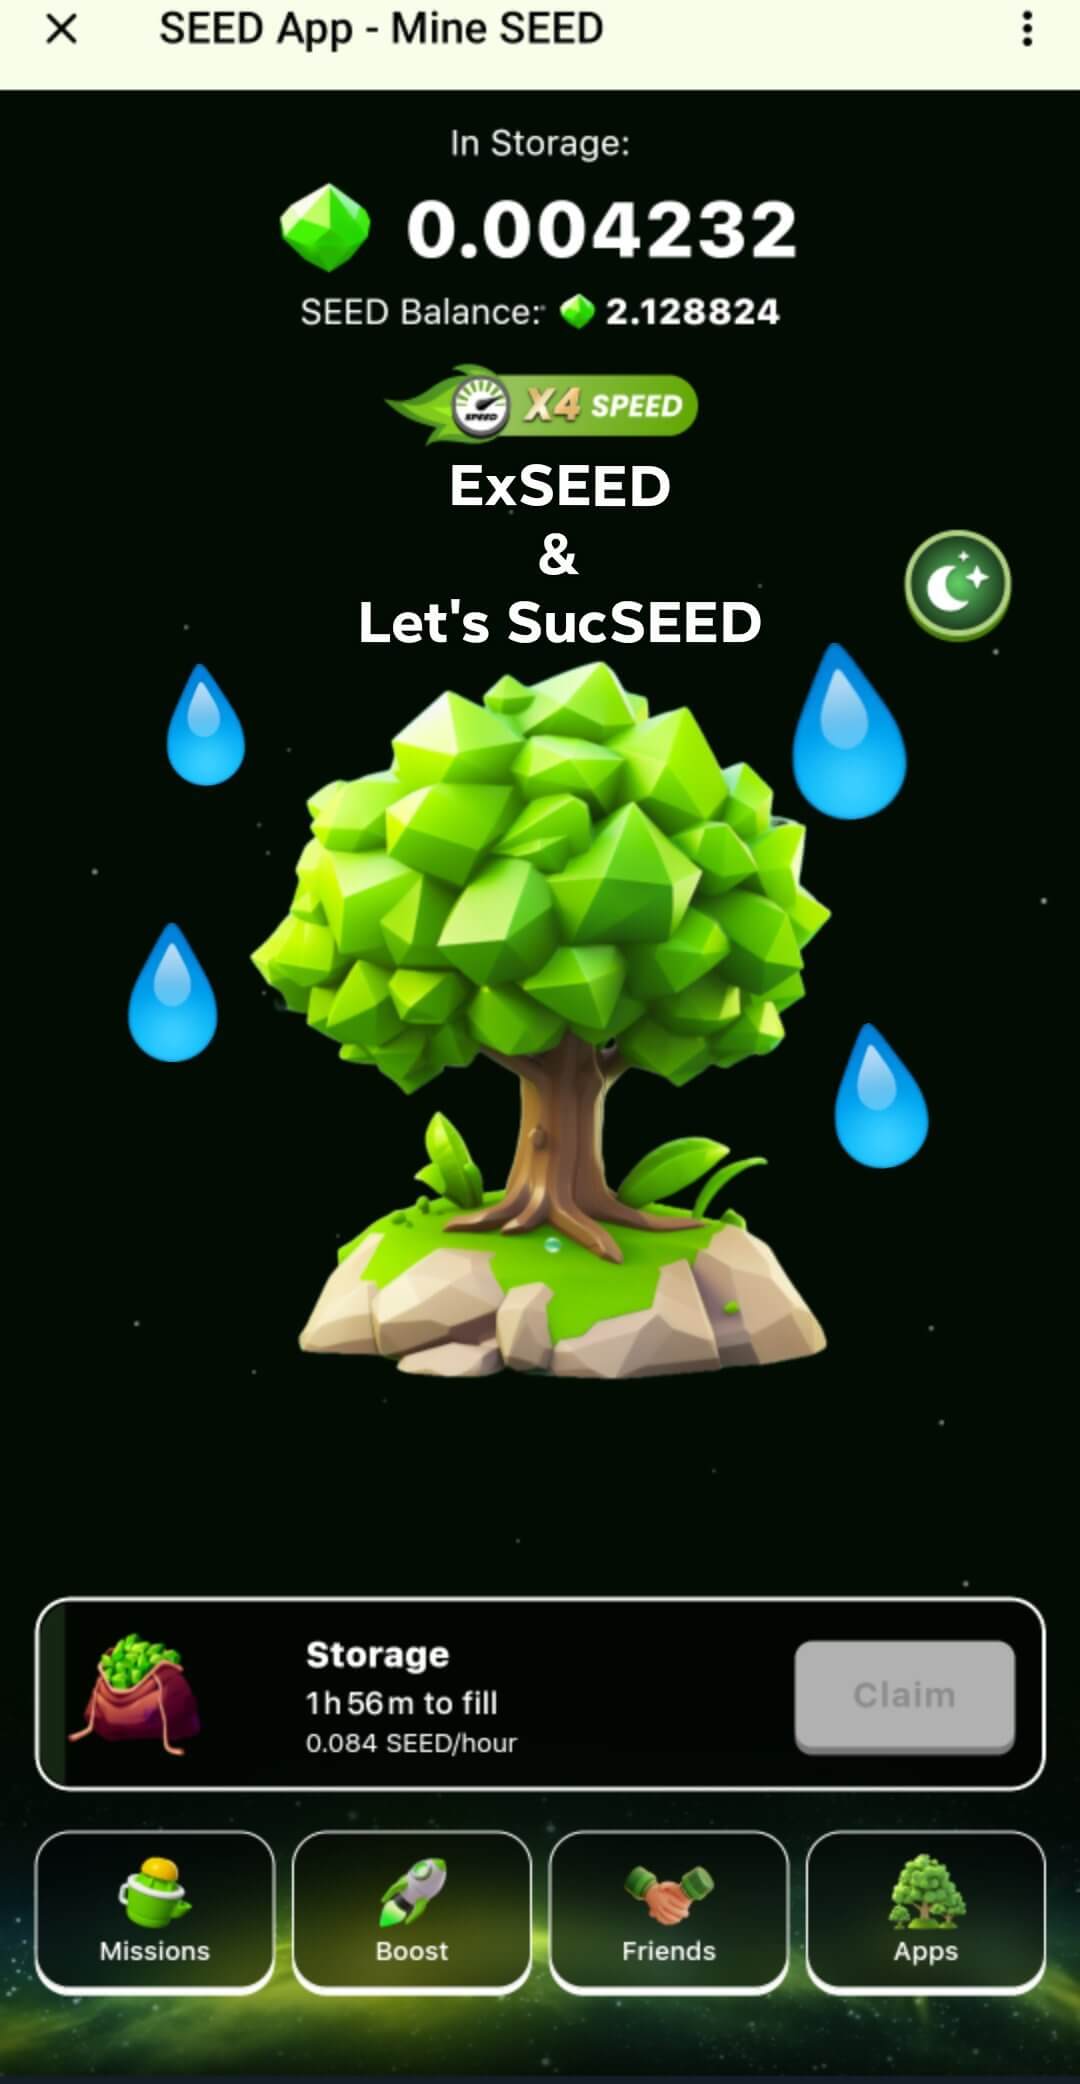 SEED App - Mine SEED
In Storage:
0.004232
SEED Balance: 2.128824
SPEED X4 SPEED
ExSEED
&
Let's SucSEED
Storage
1h 56m to fill
0.084 SEED/hour
Claim
Missions
Boost
Friends
Apps